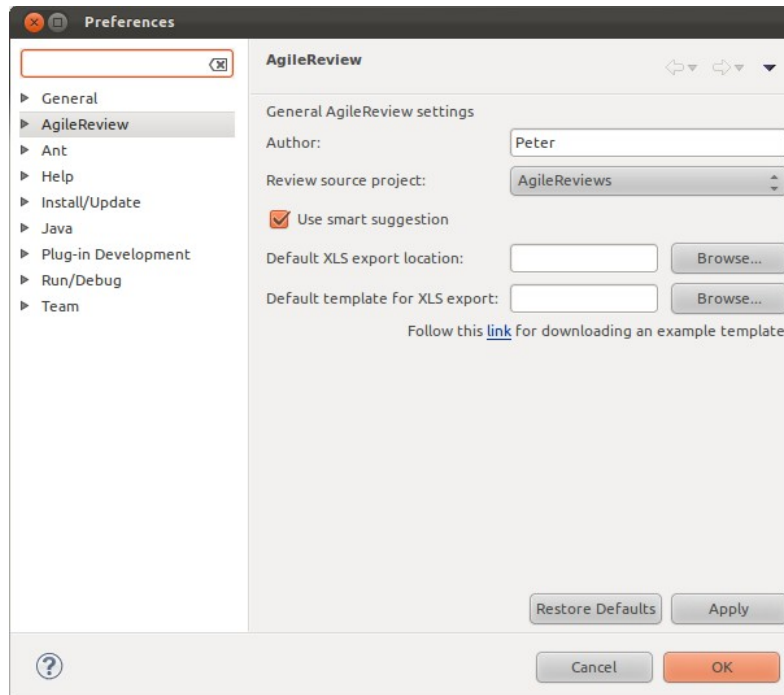 Preferences
General
AgileReview
Ant
Help
Install/Update
Java
Plug-in Development
Run/Debug
Team
AgileReview
General AgileReview settings
Author: Peter
Review source project: AgileReviews
Use smart suggestion
Default XLS export location: Browse...
Default template for XLS export: Browse...
Follow this link for downloading an example template
Restore Defaults Apply
? Cancel OK